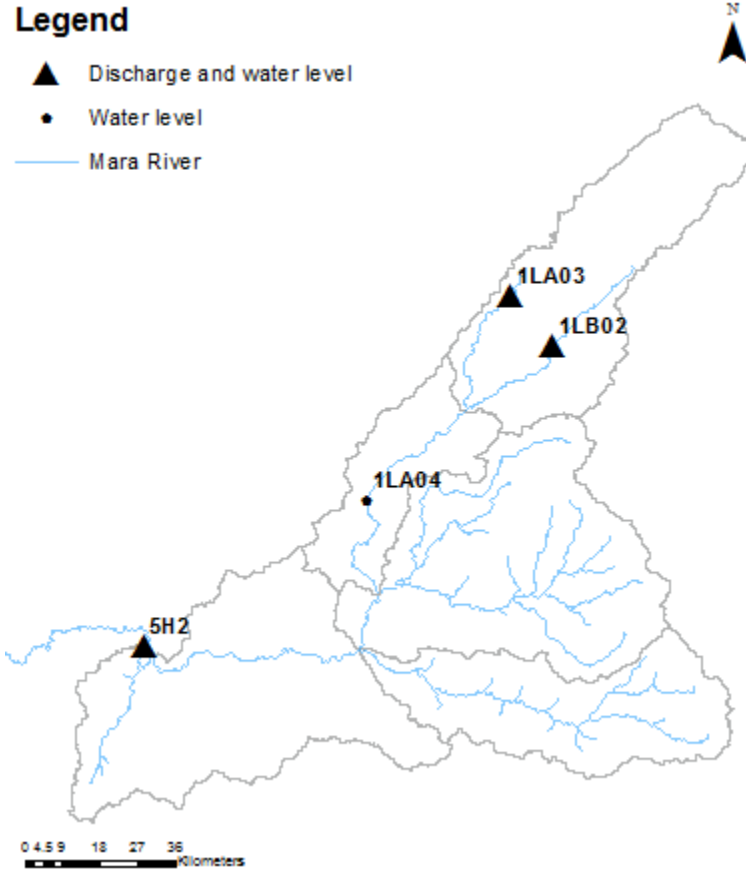 Legend
N
Discharge and water level
Water level
Mara River
1LA03
1LB02
1LA04
5H2
0 4.5 9 18 27 36
Kilometers